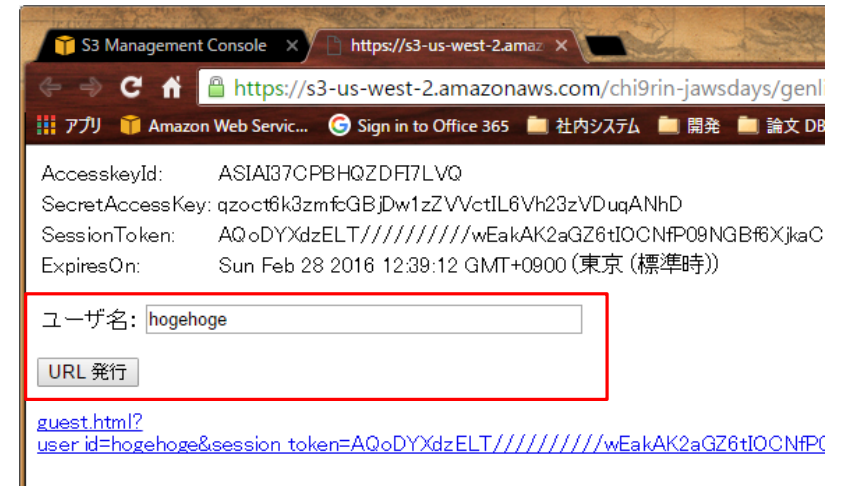 S3 Management Console
https://s3-us-west-2.amaz
https://s3-us-west-2.amazonaws.com/chi9rin-jawsdays/genli
アプリ Amazon Web Servic... Sign in to Office 365 社内システム 開発 論文 DB
AccesskeyId: ASIAI37CPBHQZDFI7LVQ
SecretAccessKey: qzoct6k3zmfcGBjDw1zZVVctIL6Vh23zVDuqANhD
SessionToken: AQoDYXdzELT//////////wEakAK2aGZ6tIOCNfP09NGBf6XjkaC
ExpiresOn: Sun Feb 28 2016 12:39:12 GMT+0900 (東京 (標準時))
ユーザ名: hogehoge
URL 発行
guest.html?
user id=hogehoge&session token=AQoDYXdzELT//////////wEakAK2aGZ6tIOCNfP0